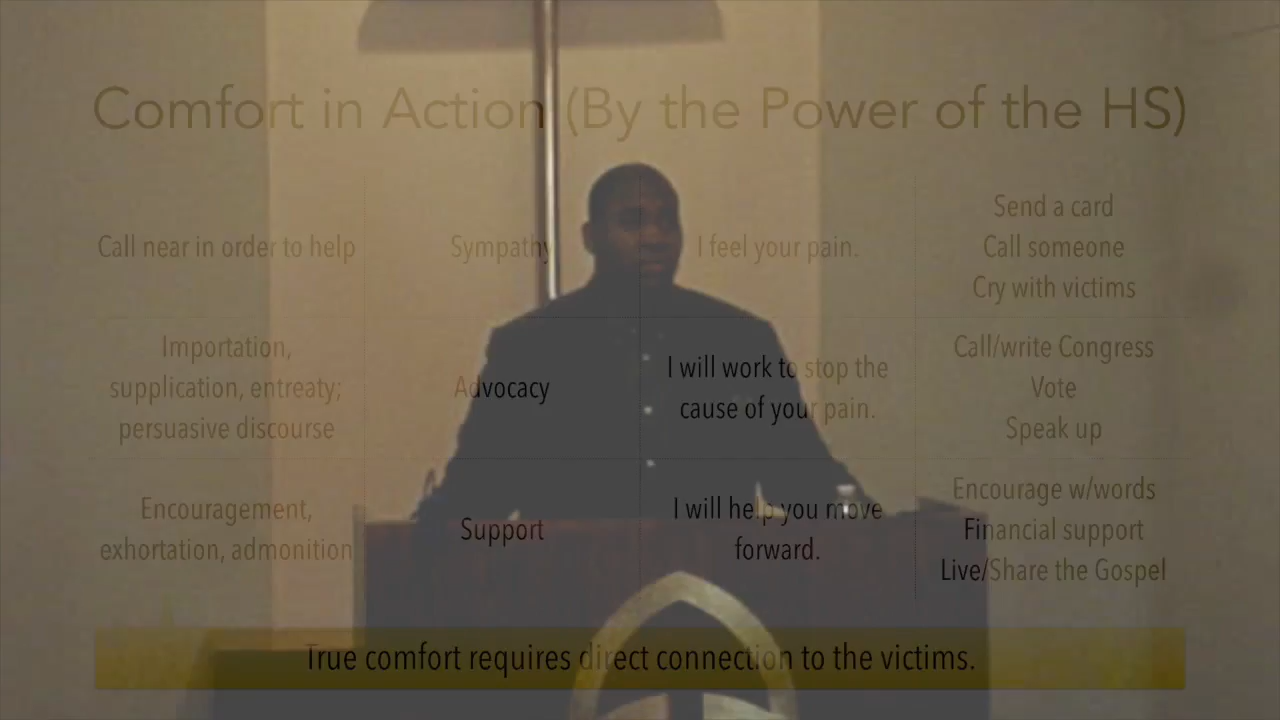 Comfort in Action (By the Power of the HS)
Call near in order to help
Sympathy
I feel your pain.
Send a card
Call someone
Cry with victims
Importation,
supplication, entreaty;
persuasive discourse
Advocacy
I will work to stop the
cause of your pain.
Call/write Congress
Vote
Speak up
Encouragement,
exhortation, admonition
Support
I will help you move
forward.
Encourage w/words
Financial support
Live/Share the Gospel
True comfort requires direct connection to the victims.